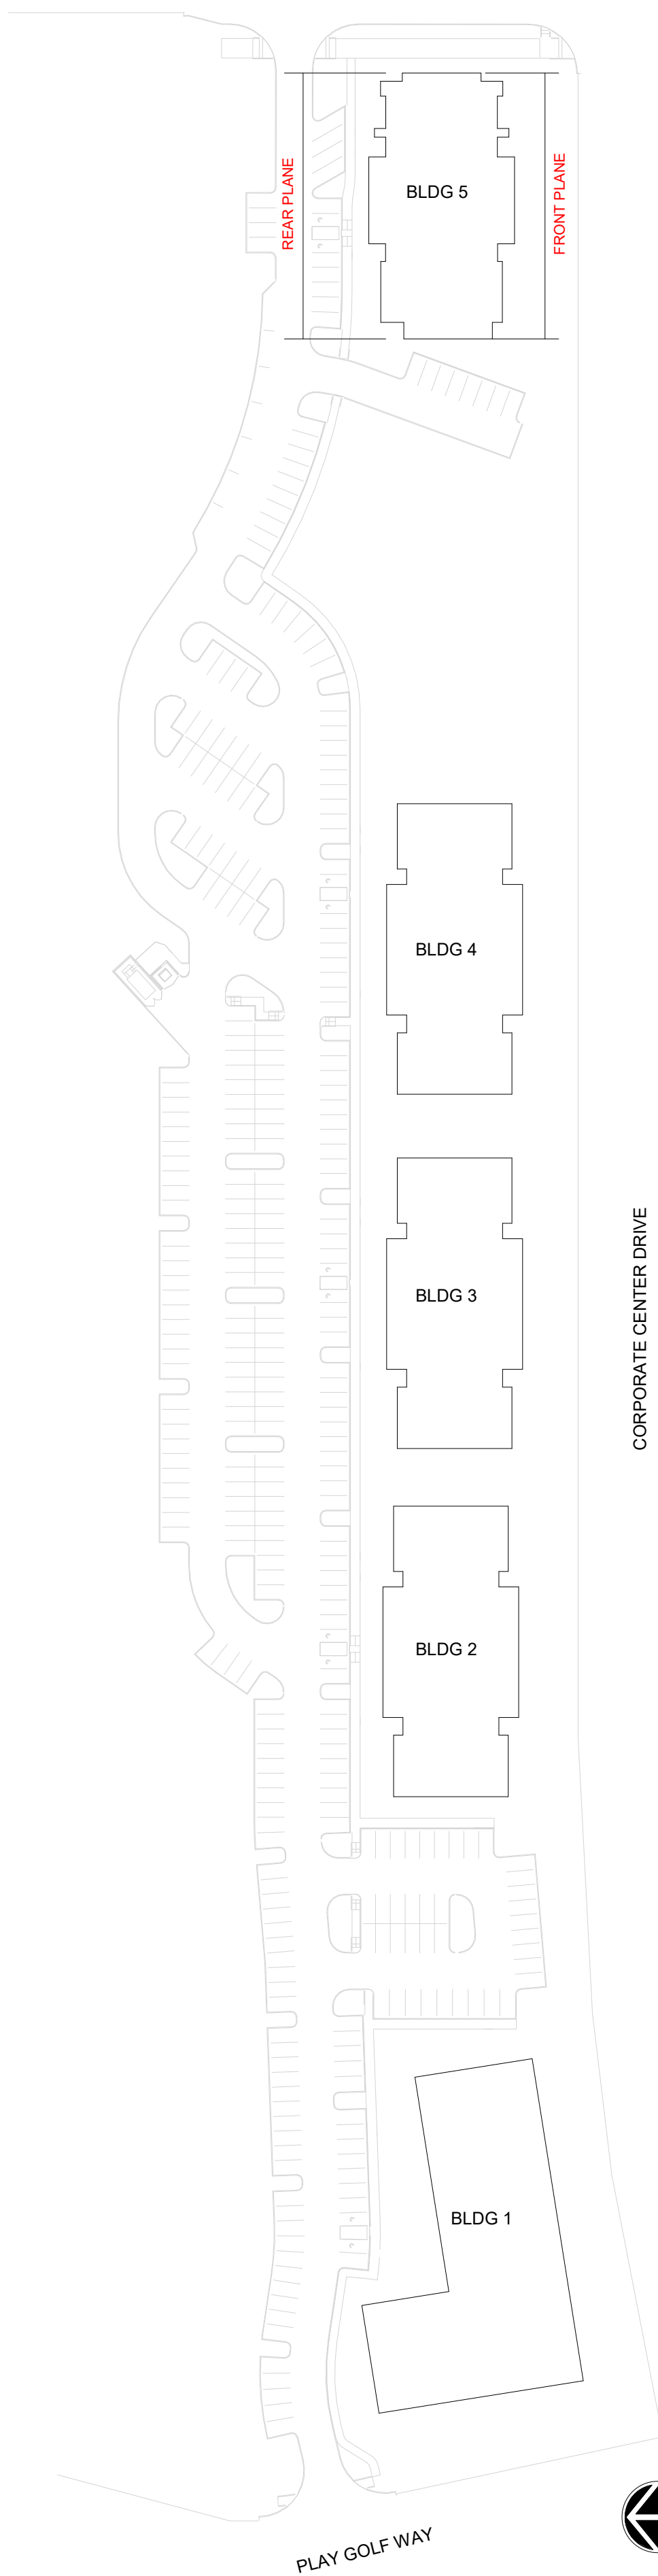 REAR PLANE
BLDG 5
FRONT PLANE
BLDG 4
BLDG 3
CORPORATE CENTER DRIVE
BLDG 2
BLDG 1
PLAY GOLF WAY